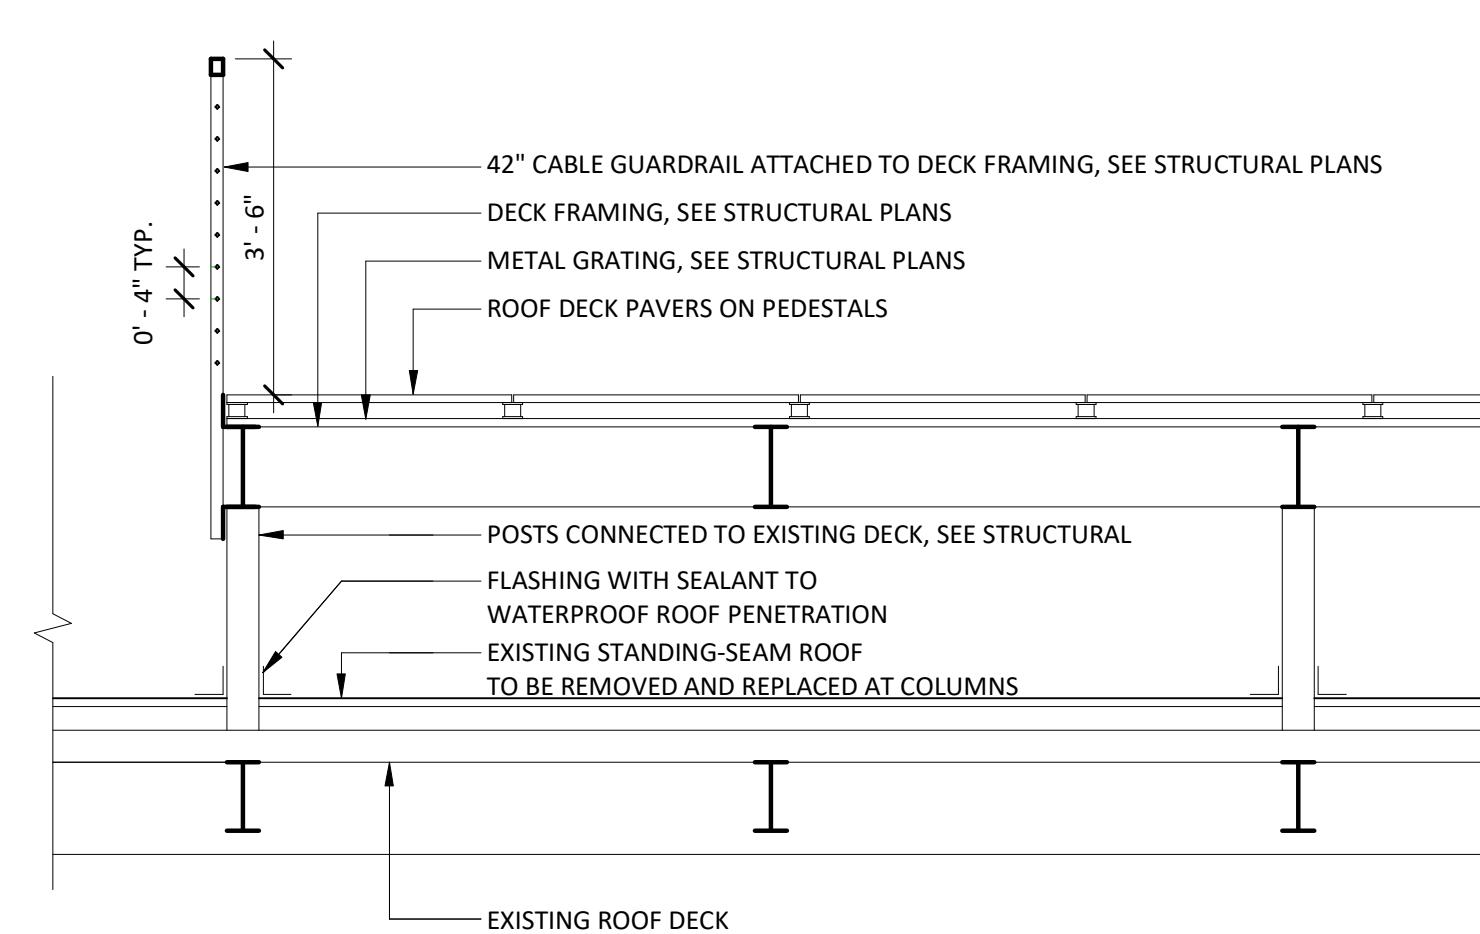 42" CABLE GUARDRAIL ATTACHED TO DECK FRAMING, SEE STRUCTURAL PLANS
3' - 6"
DECK FRAMING, SEE STRUCTURAL PLANS
0' - 4" TYP.
METAL GRATING, SEE STRUCTURAL PLANS
ROOF DECK PAVERS ON PEDESTALS
POSTS CONNECTED TO EXISTING DECK, SEE STRUCTURAL
FLASHING WITH SEALANT TO
WATERPROOF ROOF PENETRATION
EXISTING STANDING-SEAM ROOF
TO BE REMOVED AND REPLACED AT COLUMNS
EXISTING ROOF DECK